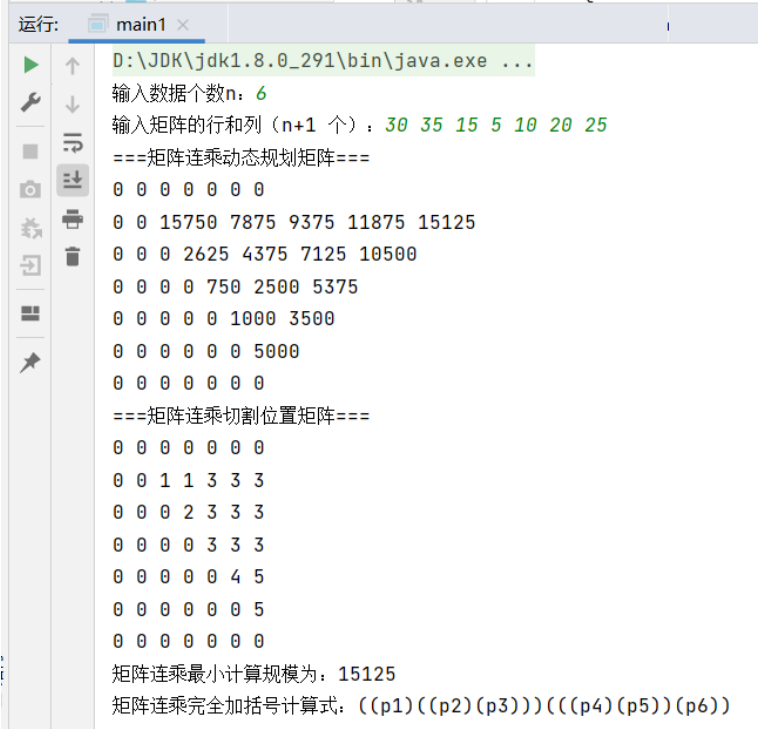 运行: main1 ×
D:\JDK\jdk1.8.0_291\bin\java.exe ...
输入数据个数n：6
输入矩阵的行和列（n+1 个）：30 35 15 5 10 20 25
===矩阵连乘动态规划矩阵===
0 0 0 0 0 0 0
0 0 15750 7875 9375 11875 15125
0 0 0 2625 4375 7125 10500
0 0 0 0 750 2500 5375
0 0 0 0 0 1000 3500
0 0 0 0 0 0 5000
0 0 0 0 0 0 0
===矩阵连乘切割位置矩阵===
0 0 0 0 0 0 0
0 0 1 1 3 3 3
0 0 0 2 3 3 3
0 0 0 0 3 3 3
0 0 0 0 0 4 5
0 0 0 0 0 0 5
0 0 0 0 0 0 0
矩阵连乘最小计算规模为：15125
矩阵连乘完全加括号计算式：((p1)((p2)(p3)))(((p4)(p5))(p6))